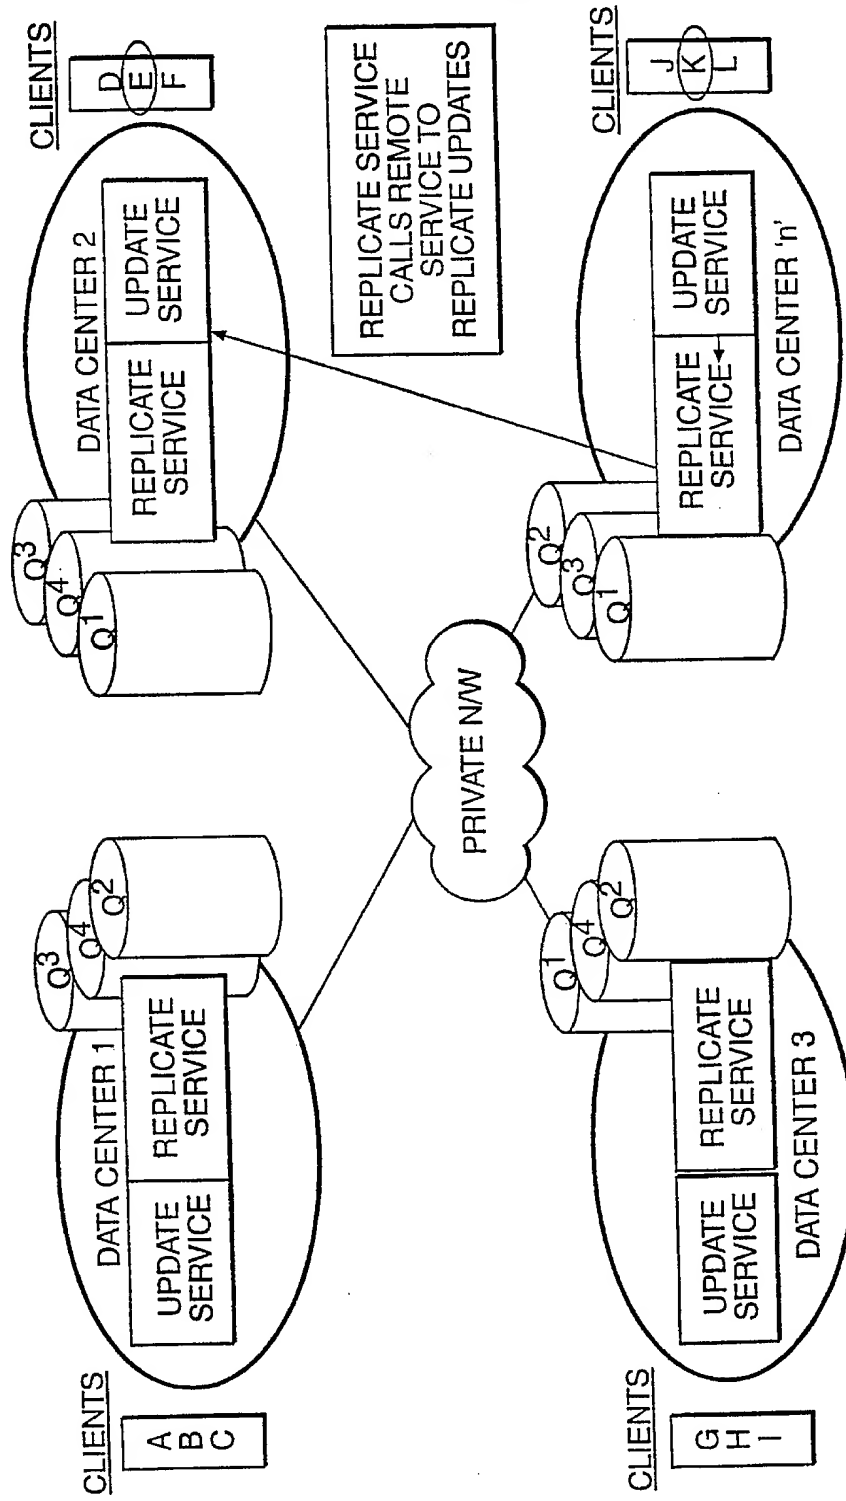 CLIENTS
A
B
C
DATA CENTER 1
UPDATE
SERVICE
REPLICATE
SERVICE
Q3
Q4
Q2
Q3
Q4
Q1
DATA CENTER 2
REPLICATE
SERVICE
UPDATE
SERVICE
CLIENTS
D
E
F
PRIVATE N/W
REPLICATE SERVICE
CALLS REMOTE
SERVICE TO
REPLICATE UPDATES
CLIENTS
G
H
I
UPDATE
SERVICE
REPLICATE
SERVICE
DATA CENTER 3
Q1
Q4
Q2
Q2
Q3
Q1
REPLICATE
SERVICE
UPDATE
SERVICE
DATA CENTER 'n'
CLIENTS
J
K
L